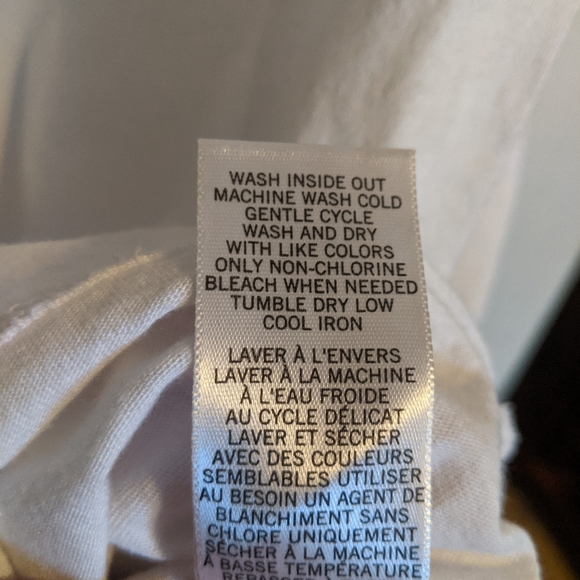 WASH INSIDE OUT
MACHINE WASH COLD
GENTLE CYCLE
WASH AND DRY
WITH LIKE COLORS
ONLY NON-CHLORINE
BLEACH WHEN NEEDED
TUMBLE DRY LOW
COOL IRON
LAVER À L'ENVERS
LAVER À LA MACHINE
À L'EAU FROIDE
AU CYCLE DÉLICAT
LAVER ET SÉCHER
AVEC DES COULEURS
SEMBLABLES UTILISER
AU BESOIN UN AGENT DE
BLANCHIMENT SANS
CHLORE UNIQUEMENT
SÉCHER À LA MACHINE
À BASSE TEMPÉRATURE